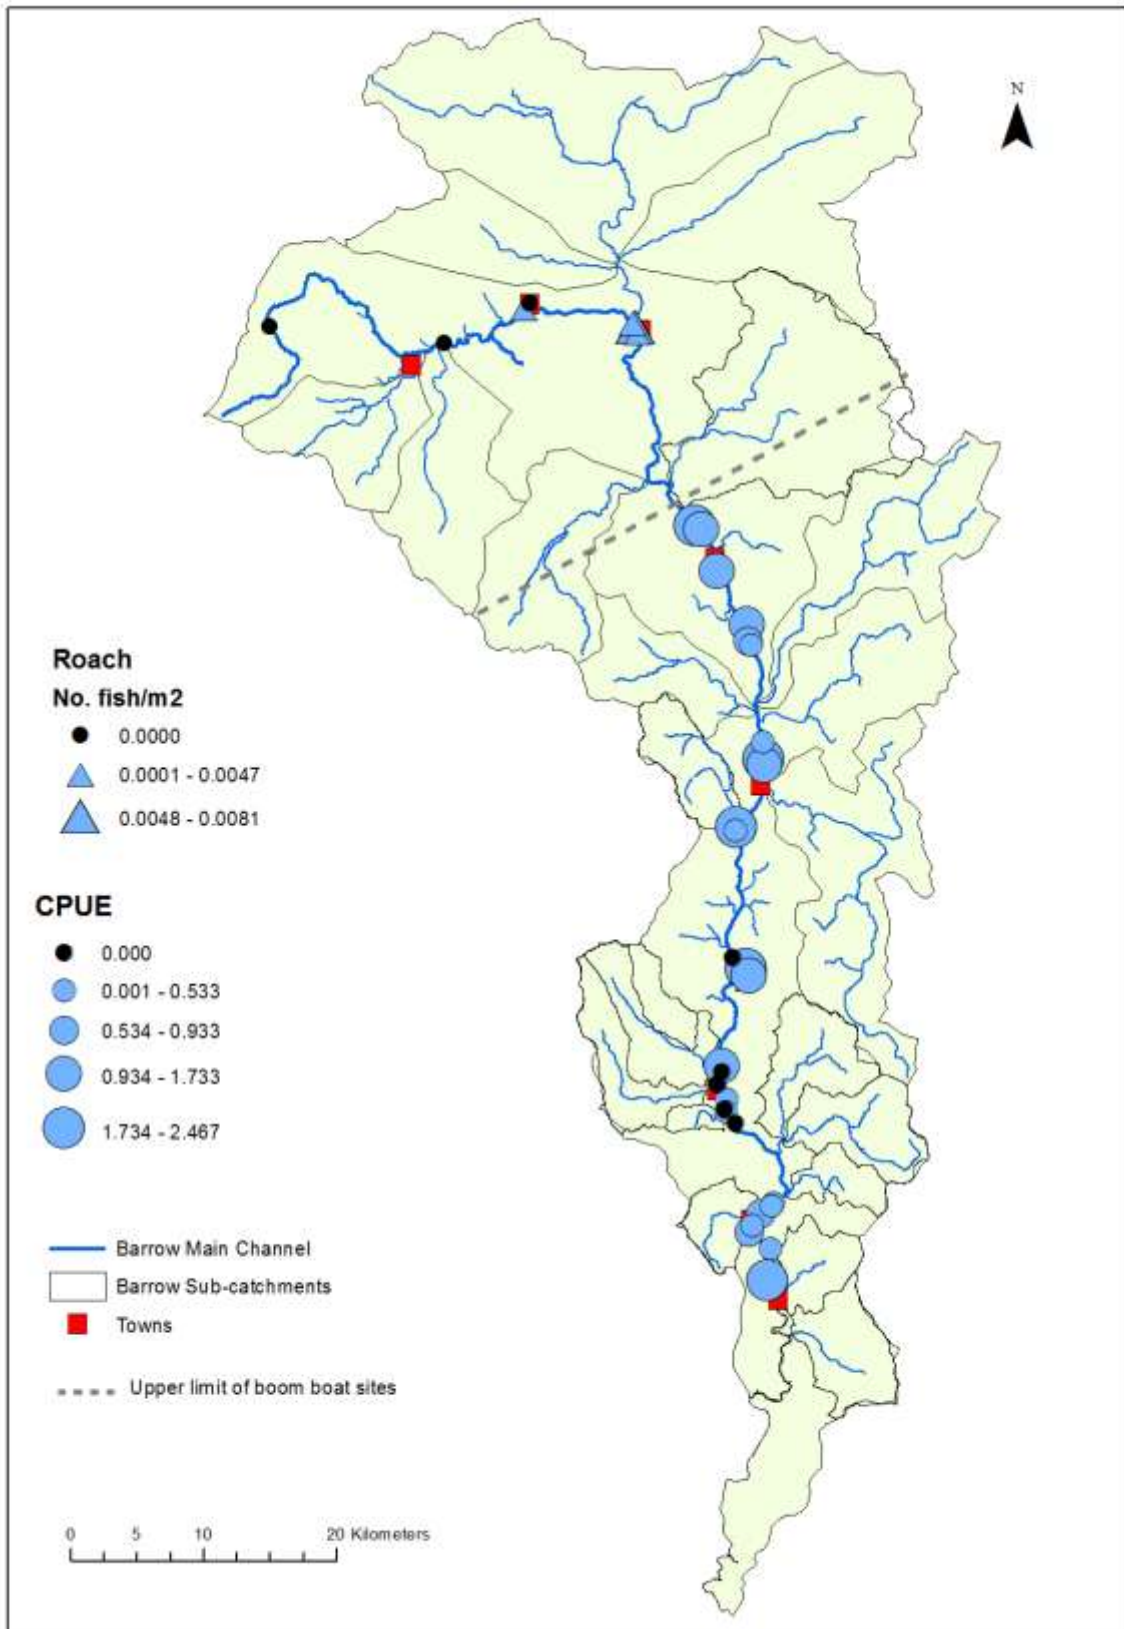 N
Roach
No. fish/m2
0.0000
0.0001 - 0.0047
0.0048 - 0.0081
CPUE
0.000
0.001 - 0.533
0.534 - 0.933
0.934 - 1.733
1.734 - 2.467
Barrow Main Channel
Barrow Sub-catchments
Towns
Upper limit of boom boat sites
0 5 10 20 Kilometers